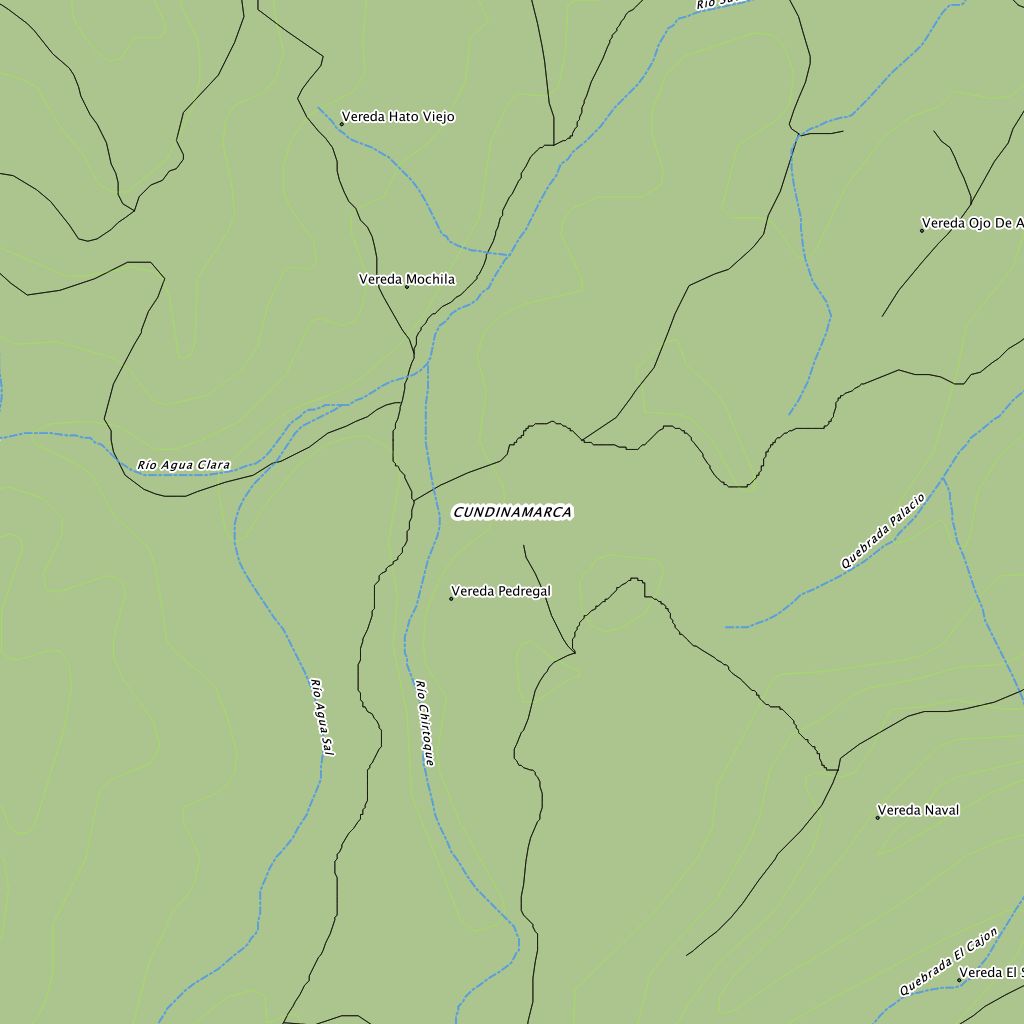 Río
Vereda Hato Viejo
Vereda Ojo De
Vereda Mochila
Río Agua Clara
CUNDINAMARCA
Quebrada Palacio
Vereda Pedregal
Río Agua Sal
Río Chirtoque
Vereda Naval
Quebrada El Cajon
Vereda El